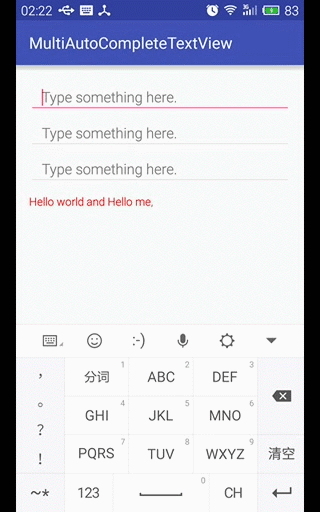 02:22 3G 83
MultiAutoCompleteTextView
Type something here.
Type something here.
Type something here.
Hello world and Hello me,
:-)
， 分词 1 ABC 2 DEF 3
。 GHI 4 JKL 5 MNO 6
？
！ PQRS 7 TUV 8 WXYZ 9 清空
~* 123 0 CH